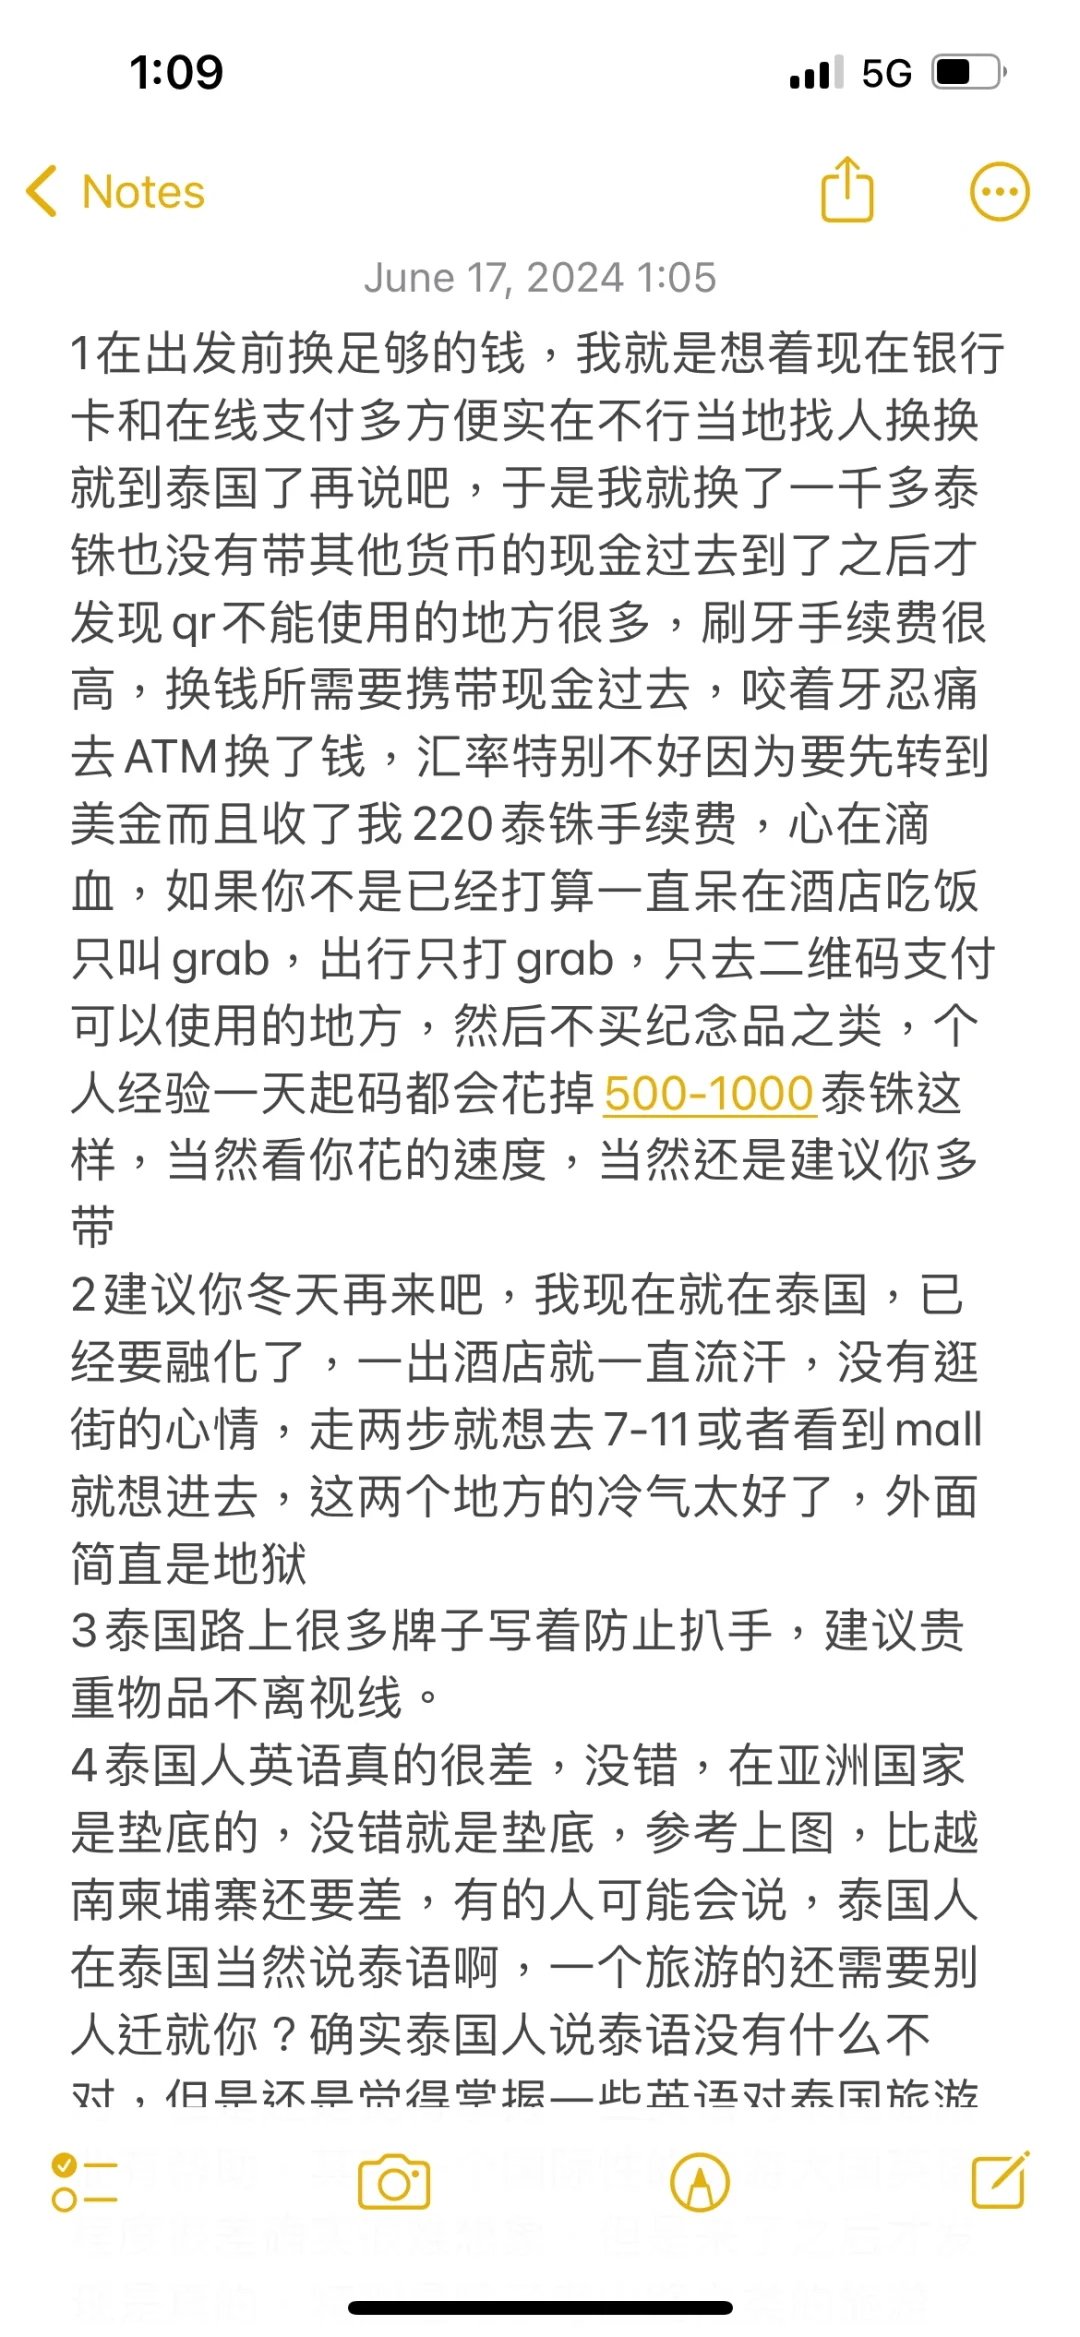 1:09
5G
Notes
June 17, 2024 1:05
1在出发前换足够的钱，我就是想着现在银行
卡和在线支付多方便实在不行当地找人换换
就到泰国了再说吧，于是我就换了一千多泰
铢也没有带其他货币的现金过去到了之后才
发现qr不能使用的地方很多，刷牙手续费很
高，换钱所需要携带现金过去，咬着牙忍痛
去ATM换了钱，汇率特别不好因为要先转到
美金而且收了我220泰铢手续费，心在滴
血，如果你不是已经打算一直呆在酒店吃饭
只叫grab，出行只打grab，只去二维码支付
可以使用的地方，然后不买纪念品之类，个
人经验一天起码都会花掉500-1000泰铢这
样，当然看你花的速度，当然还是建议你多
带
2建议你冬天再来吧，我现在就在泰国，已
经要融化了，一出酒店就一直流汗，没有逛
街的心情，走两步就想去7-11或者看到mall
就想进去，这两个地方的冷气太好了，外面
简直是地狱
3泰国路上很多牌子写着防止扒手，建议贵
重物品不离视线。
4泰国人英语真的很差，没错，在亚洲国家
是垫底的，没错就是垫底，参考上图，比越
南柬埔寨还要差，有的人可能会说，泰国人
在泰国当然说泰语啊，一个旅游的还需要别
人迁就你？确实泰国人说泰语没有什么不
对，但是还是觉得掌握一些英语对泰国旅游